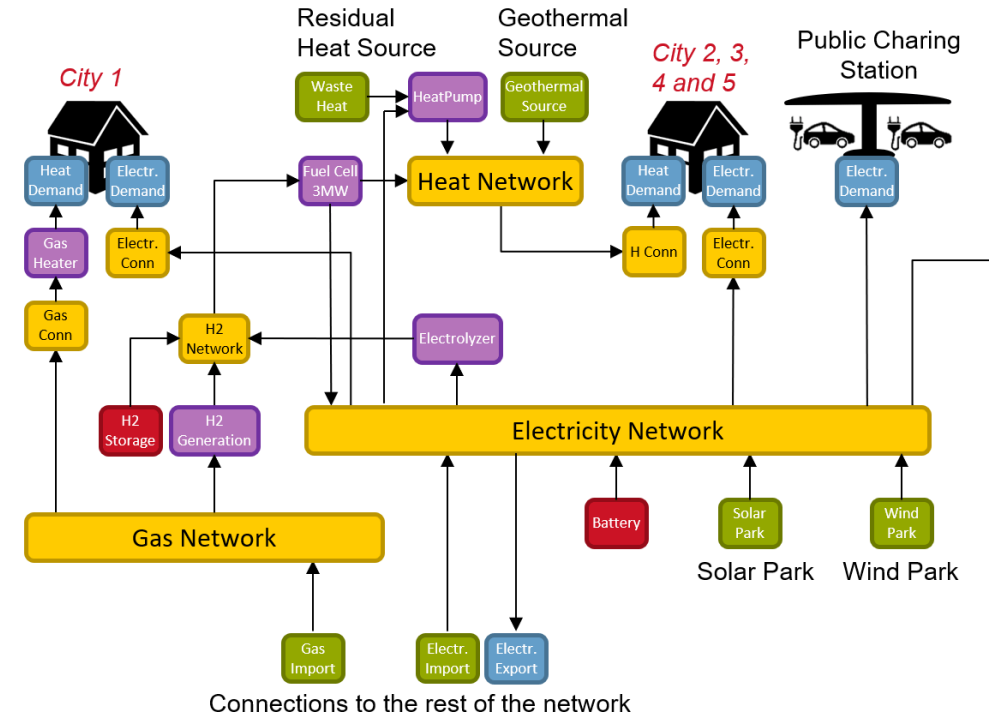 Residual
Heat Source
Geothermal
Source
City 1
City 2, 3,
4 and 5
Public Charing
Station
Waste
Heat
HeatPump
Geothermal
Source
Heat
Demand
Electr.
Demand
Fuel Cell
3MW
Heat Network
Heat
Demand
Electr.
Demand
Electr.
Demand
Gas
Heater
Electr.
Conn
H Conn
Electr.
Conn
Gas
Conn
H2
Network
Electrolyzer
H2
Storage
H2
Generation
Electricity Network
Gas Network
Battery
Solar
Park
Wind
Park
Solar Park
Wind Park
Gas
Import
Electr.
Import
Electr.
Export
Connections to the rest of the network